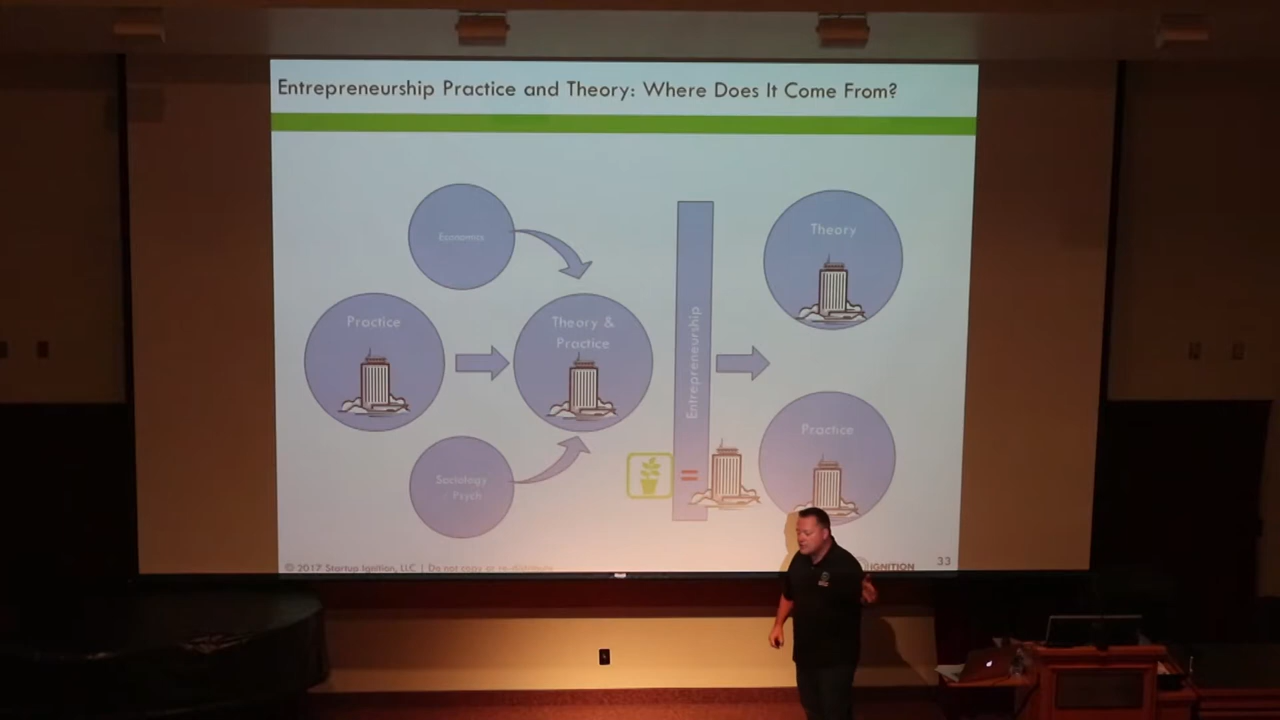 Entrepreneurship Practice and Theory: Where Does It Come From?
Economics
Theory
Practice
Theory &
Practice
Entrepreneurship
Practice
Sociology
Psych
=
© 2017 Startup Ignition, LLC | Do not copy or re-distribute
IGNITION
33